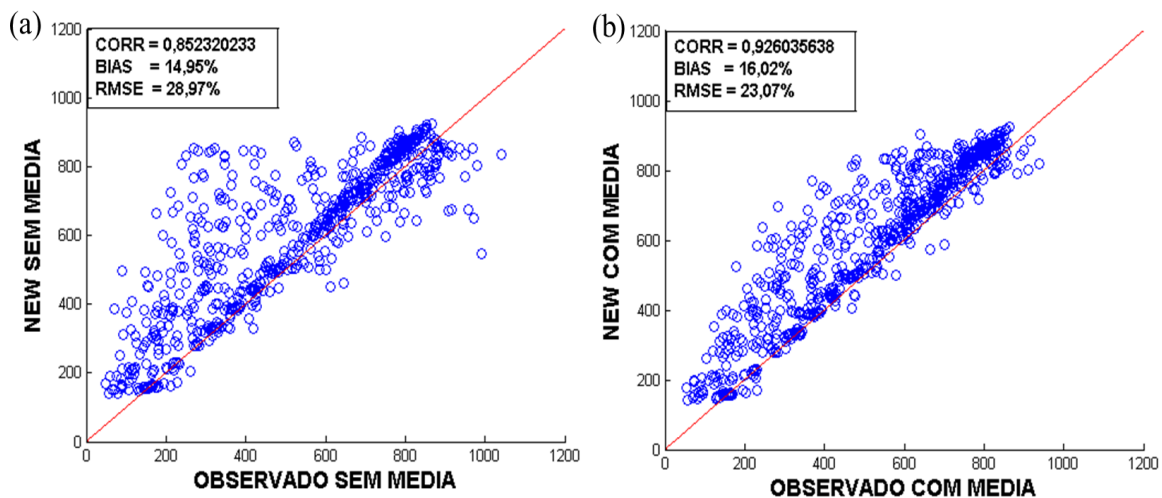 (a)
CORR = 0,852320233
BIAS = 14,95%
RMSE = 28,97%
NEW SEM MEDIA
1200
1000
800
600
400
200
0
0 200 400 600 800 1000 1200
OBSERVADO SEM MEDIA
(b)
CORR = 0,926035638
BIAS = 16,02%
RMSE = 23,07%
NEW COM MEDIA
1200
1000
800
600
400
200
0
0 200 400 600 800 1000 1200
OBSERVADO COM MEDIA